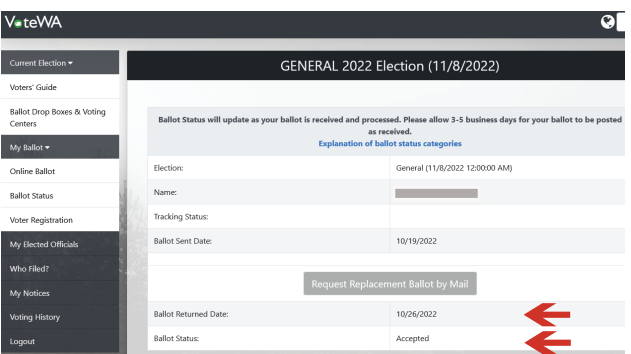 VoteWA
GENERAL 2022 Election (11/8/2022)
Current Election
Voters' Guide
Ballot Drop Boxes & Voting
Centers
My Ballot
Online Ballot
Ballot Status
Voter Registration
My Elected Officials
Who Filed?
My Notices
Voting History
Logout
Ballot Status will update as your ballot is received and processed. Please allow 3-5 business days for your ballot to be posted
as received.
Explanation of ballot status categories
Election: General (11/8/2022 12:00:00 AM)
Name:
Tracking Status:
Ballot Sent Date: 10/19/2022
Request Replacement Ballot by Mail
Ballot Returned Date: 10/26/2022
Ballot Status: Accepted